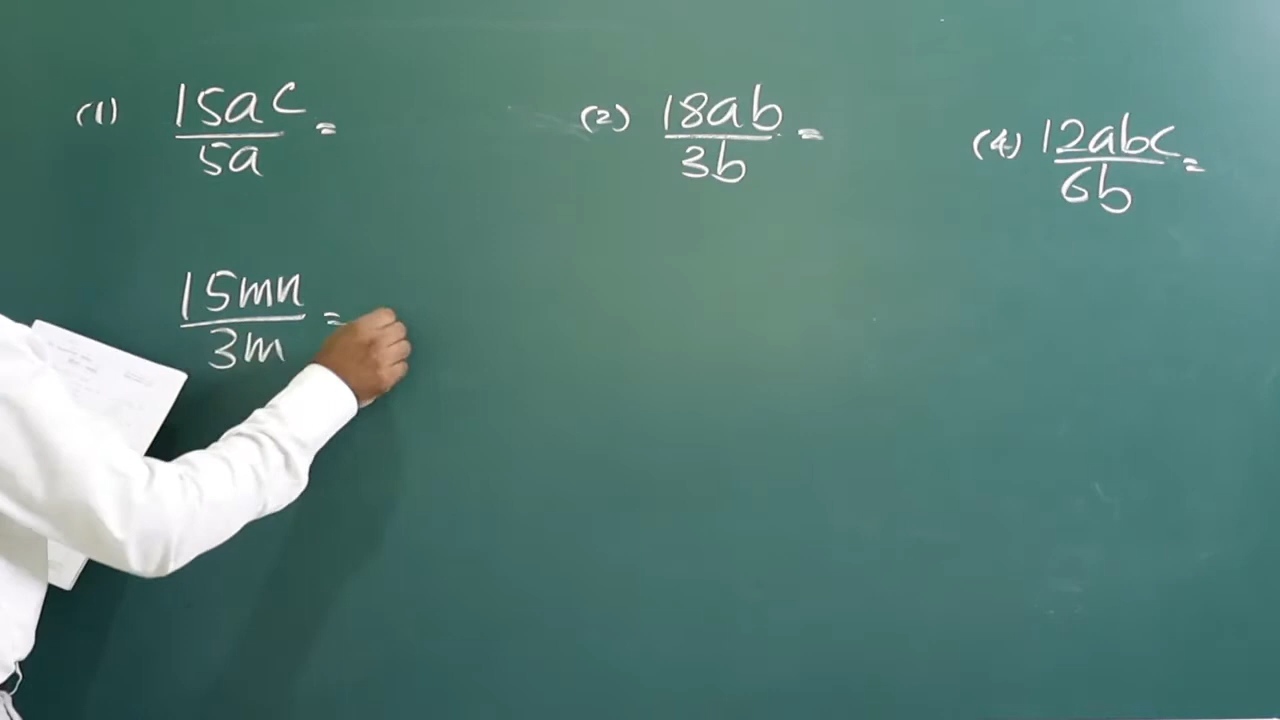 (1) 15ac/5a =
(2) 18ab/3b =
(4) 12abc/6b =
15mn/3m =